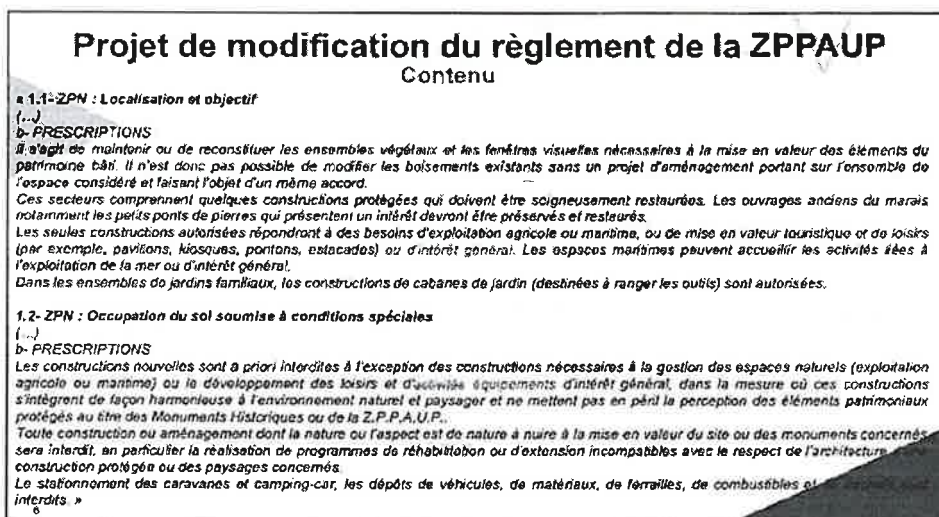 Projet de modification du règlement de la ZPPAUP
Contenu
« 1.1- ZPN : Localisation et objectif
(...)
b- PRESCRIPTIONS
Il s'agit de maintenir ou de reconstituer les ensembles végétaux et les fenêtres visuelles nécessaires à la mise en valeur des éléments du
patrimoine bâti. Il n'est donc pas possible de modifier les boisements existants sans un projet d'aménagement portant sur l'ensemble de
l'espace considéré et faisant l'objet d'un même accord.
Ces secteurs comprennent quelques constructions protégées qui doivent être soigneusement restaurées. Les ouvrages anciens du marais
notamment les petits ponts de pierres qui présentent un intérêt devront être préservés et restaurés.
Les seules constructions autorisées répondront à des besoins d'exploitation agricole ou maritime, ou de mise en valeur touristique et de loisirs
(par exemple, pavillons, kiosques, pontons, estacades) ou d'intérêt général. Les espaces maritimes peuvent accueillir les activités liées à
l'exploitation de la mer ou d'intérêt général.
Dans les ensembles de jardins familiaux, les constructions de cabanes de jardin (destinées à ranger les outils) sont autorisées.
1.2- ZPN : Occupation du sol soumise à conditions spéciales
(...)
b- PRESCRIPTIONS
Les constructions nouvelles sont a priori interdites à l'exception des constructions nécessaires à la gestion des espaces naturels (exploitation
agricole ou maritime) ou le développement des loisirs et d'activités équipements d'intérêt général, dans la mesure où ces constructions
s'intègrent de façon harmonieuse à l'environnement naturel et paysager et ne mettent pas en péril la perception des éléments patrimoniaux
protégés au titre des Monuments Historiques ou de la Z.P.P.A.U.P..
Toute construction ou aménagement dont la nature ou l'aspect est de nature à nuire à la mise en valeur du site ou des monuments concernés
sera interdit, en particulier la réalisation de programmes de réhabilitation ou d'extension incompatibles avec le respect de l'architecture
construction protégée ou des paysages concernés.
Le stationnement des caravanes et camping-car, les dépôts de véhicules, de matériaux, de ferrailles, de combustibles et
interdits. »
6